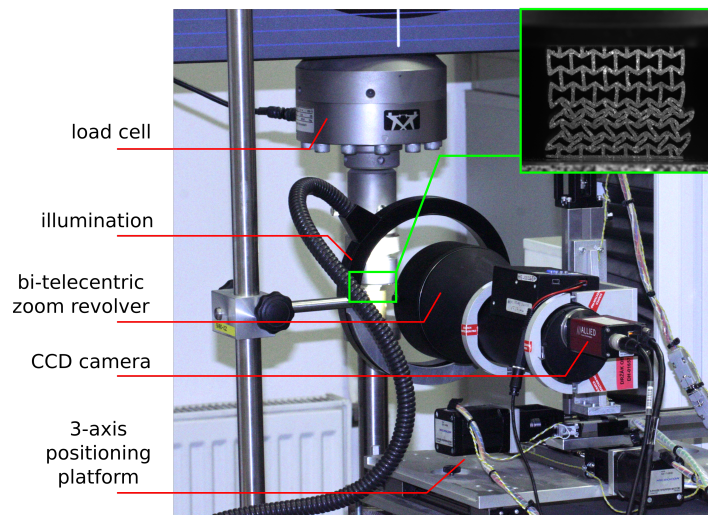 load cell
illumination
bi-telecentric
zoom revolver
CCD camera
3-axis
positioning
platform
ALLIED